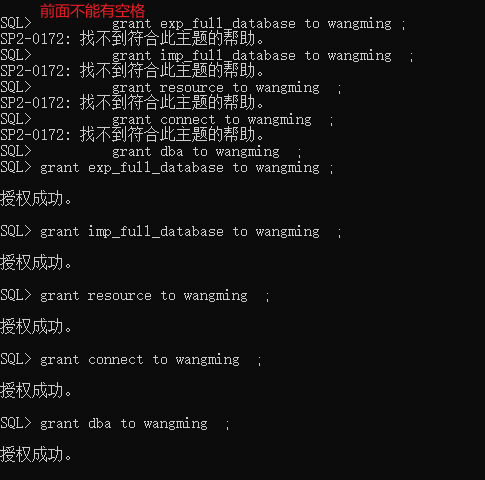 前面不能有空格
SQL>          grant exp_full_database to wangming ;
SP2-0172: 找不到符合此主题的帮助。
SQL>          grant imp_full_database to wangming  ;
SP2-0172: 找不到符合此主题的帮助。
SQL>          grant resource to wangming  ;
SP2-0172: 找不到符合此主题的帮助。
SQL>          grant connect to wangming  ;
SP2-0172: 找不到符合此主题的帮助。
SQL>          grant dba to wangming  ;
SQL> grant exp_full_database to wangming ;
授权成功。
SQL> grant imp_full_database to wangming  ;
授权成功。
SQL> grant resource to wangming  ;
授权成功。
SQL> grant connect to wangming  ;
授权成功。
SQL> grant dba to wangming  ;
授权成功。